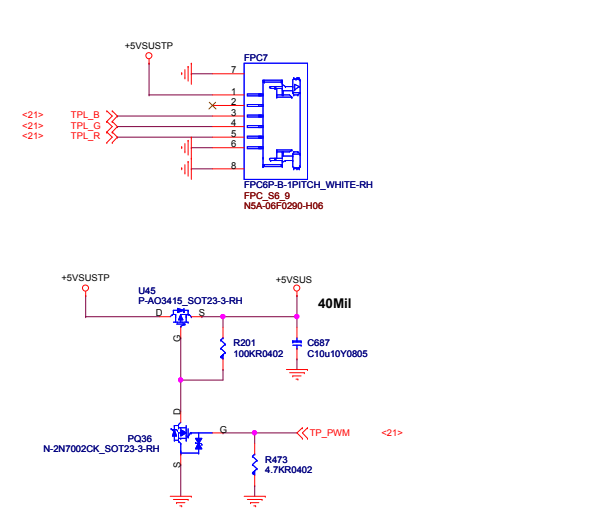 +5VSUSTP
FPC7
7
1
2
<21> TPL_B 3
<21> TPL_G 4
<21> TPL_R 5
6
8
FPC6P-B-1PITCH_WHITE-RH
FPC_S6_9
N5A-06F0290-H06
+5VSUSTP
+5VSUS
U45
P-AO3415_SOT23-3-RH
40Mil
D S
G
R201
100KR0402
C687
C10u10Y0805
D
G
TP_PWM <21>
PQ36
N-2N7002CK_SOT23-3-RH
S
R473
4.7KR0402